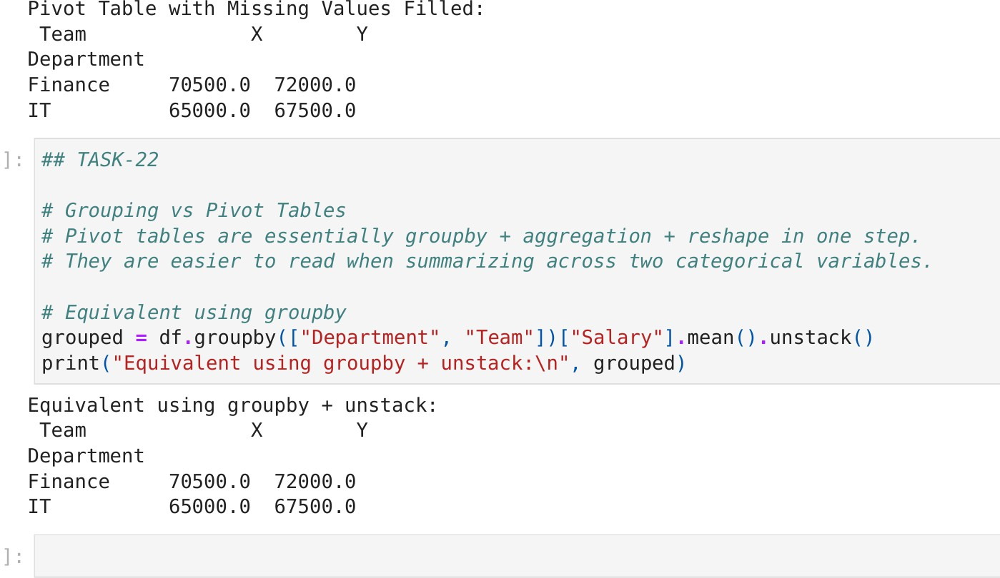 Pivot Table with Missing Values Filled:
 Team              X        Y
Department
Finance     70500.0  72000.0
IT          65000.0  67500.0
]:
## TASK-22
# Grouping vs Pivot Tables
# Pivot tables are essentially groupby + aggregation + reshape in one step.
# They are easier to read when summarizing across two categorical variables.
# Equivalent using groupby
grouped = df.groupby(["Department", "Team"])["Salary"].mean().unstack()
print("Equivalent using groupby + unstack:\n", grouped)
Equivalent using groupby + unstack:
 Team              X        Y
Department
Finance     70500.0  72000.0
IT          65000.0  67500.0
]: